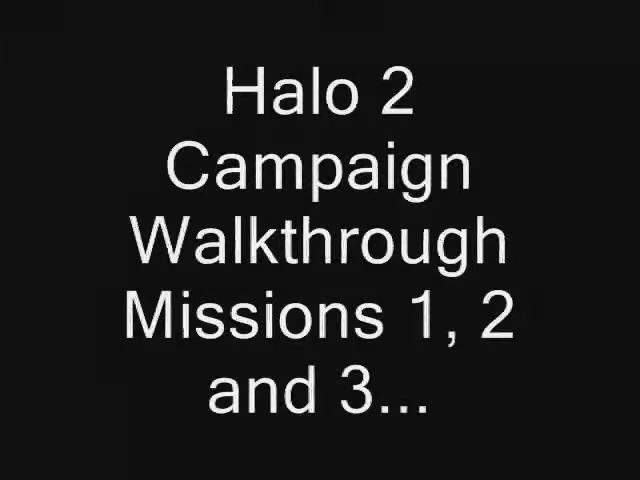 Halo 2
Campaign
Walkthrough
Missions 1, 2
and 3...